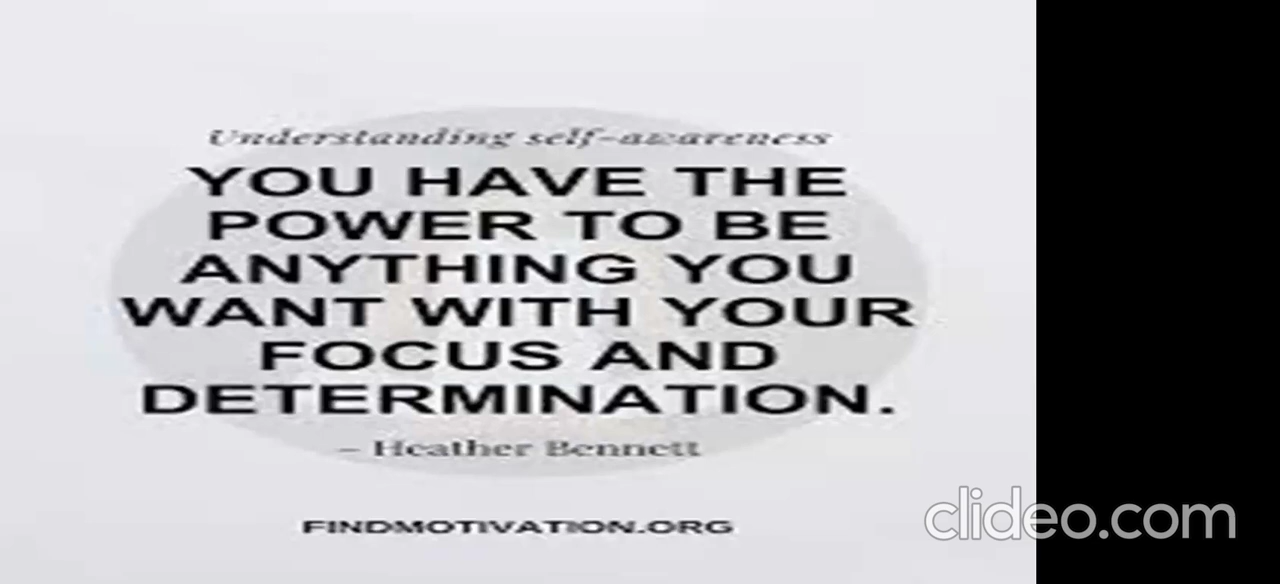 Understanding self-awareness
YOU HAVE THE
POWER TO BE
ANYTHING YOU
WANT WITH YOUR
FOCUS AND
DETERMINATION.
– Heather Bennett
FINDMOTIVATION.ORG
clideo.com